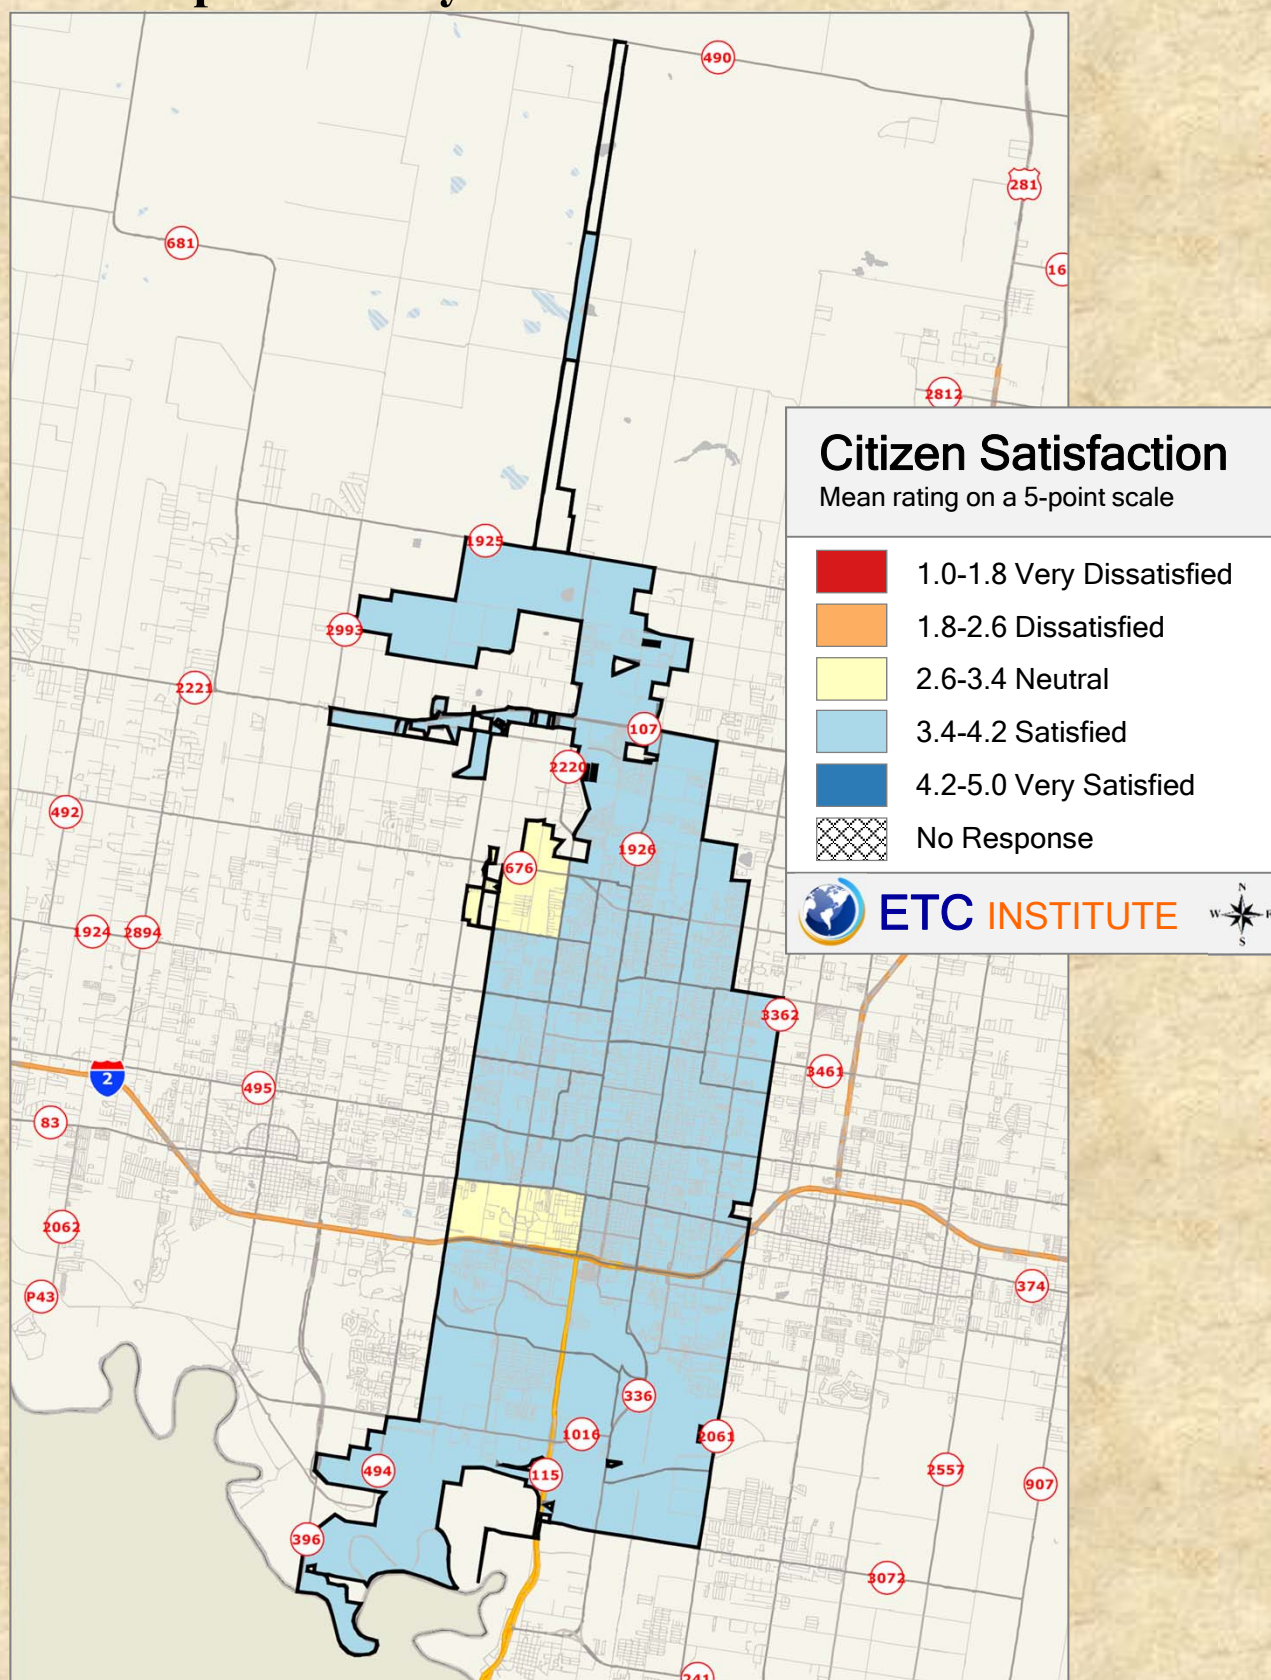 490
281
681
16
2812
Citizen Satisfaction
Mean rating on a 5-point scale
1.0-1.8 Very Dissatisfied
1.8-2.6 Dissatisfied
2.6-3.4 Neutral
3.4-4.2 Satisfied
4.2-5.0 Very Satisfied
No Response
ETC INSTITUTE
N
W
S
1925
2993
2221
107
2220
492
1926
676
1924
2894
3362
3461
2
495
83
2062
P43
374
336
1016
2061
494
115
2557
907
396
3072
241